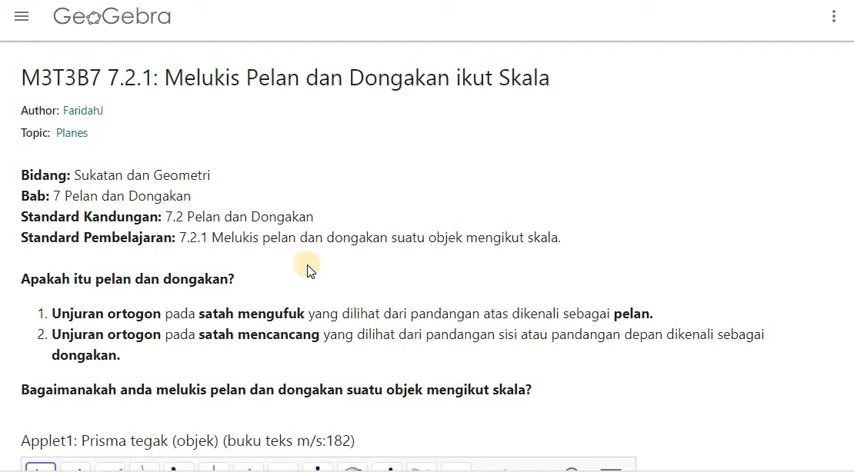 GeoGebra
M3T3B7 7.2.1: Melukis Pelan dan Dongakan ikut Skala
Author: FaridahJ
Topic: Planes
Bidang: Sukatan dan Geometri
Bab: 7 Pelan dan Dongakan
Standard Kandungan: 7.2 Pelan dan Dongakan
Standard Pembelajaran: 7.2.1 Melukis pelan dan dongakan suatu objek mengikut skala.
Apakah itu pelan dan dongakan?
1. Unjuran ortogon pada satah mengufuk yang dilihat dari pandangan atas dikenali sebagai pelan.
2. Unjuran ortogon pada satah mencancang yang dilihat dari pandangan sisi atau pandangan depan dikenali sebagai
dongakan.
Bagaimanakah anda melukis pelan dan dongakan suatu objek mengikut skala?
Applet1: Prisma tegak (objek) (buku teks m/s:182)